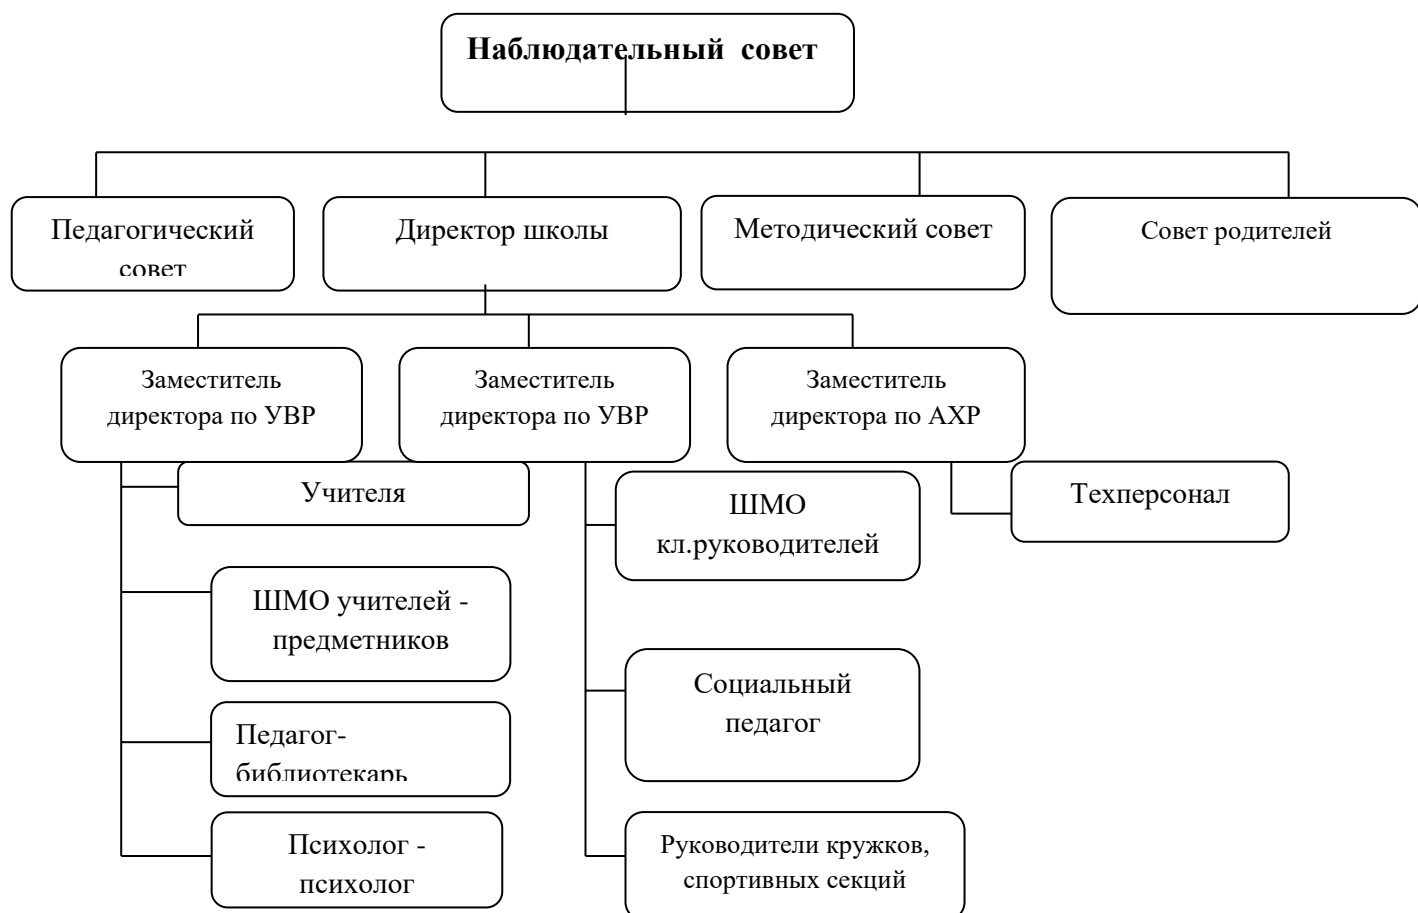 Наблюдательный совет
Педагогический
совет
Директор школы
Методический совет
Совет родителей
Заместитель
директора по УВР
Заместитель
директора по УВР
Заместитель
директора по АХР
Учителя
ШМО
кл.руководителей
Техперсонал
ШМО учителей -
предметников
Социальный
педагог
Педагог-
библиотекарь
Психолог -
психолог
Руководители кружков,
спортивных секций